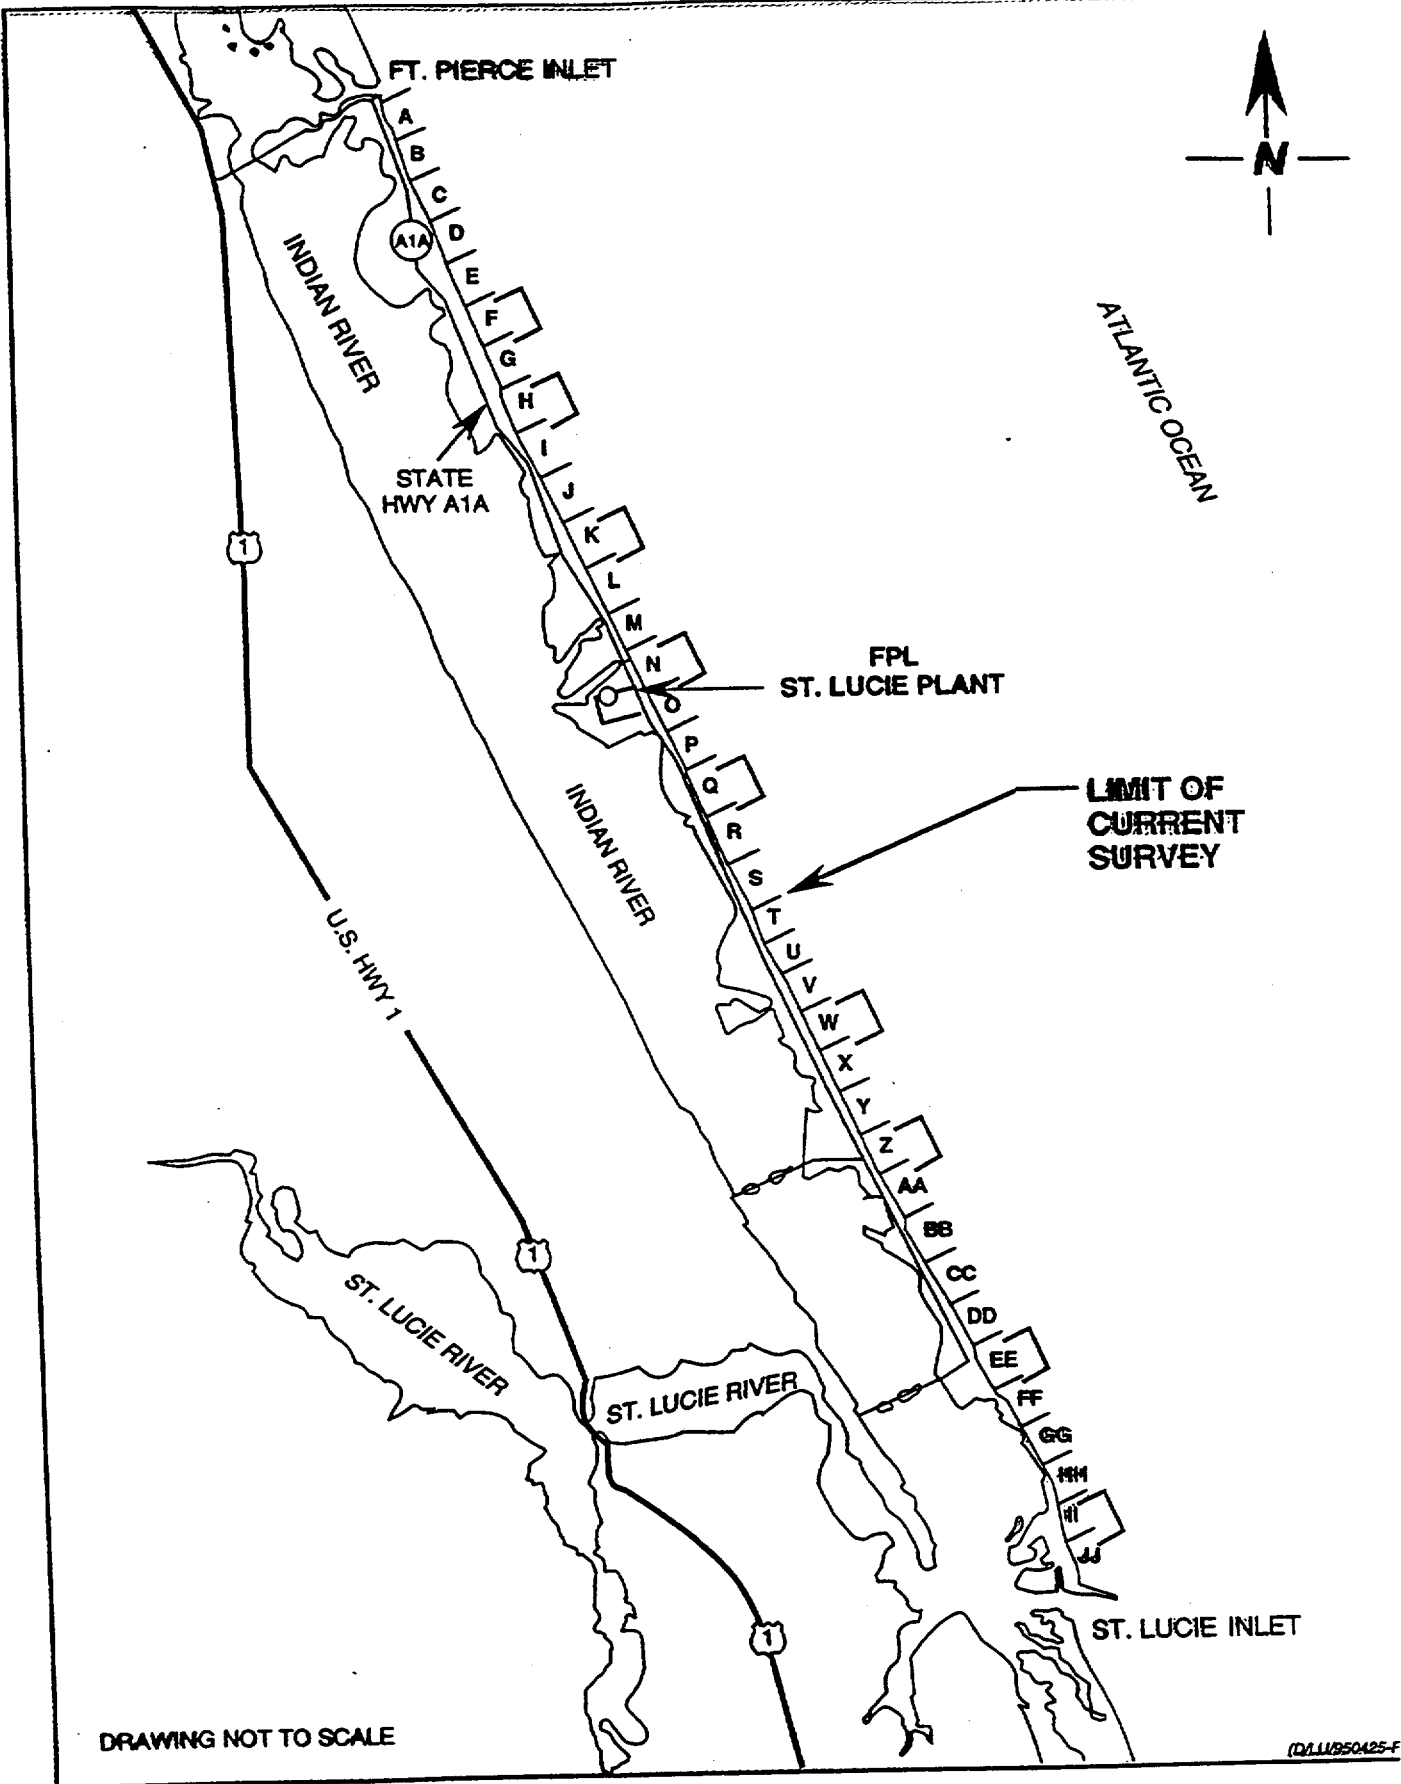 FT. PIERCE INLET
A
B
C
N
A1A
D
E
INDIAN RIVER
F
ATLANTIC OCEAN
G
H
I
STATE
HWY A1A
J
K
1
L
M
N
FPL
ST. LUCIE PLANT
O
P
Q
LIMIT OF
CURRENT
SURVEY
INDIAN RIVER
R
S
T
U.S. HWY 1
U
V
W
X
Y
Z
AA
BB
1
CC
DD
ST. LUCIE RIVER
EE
ST. LUCIE RIVER
FF
GG
HH
II
JJ
ST. LUCIE INLET
1
DRAWING NOT TO SCALE